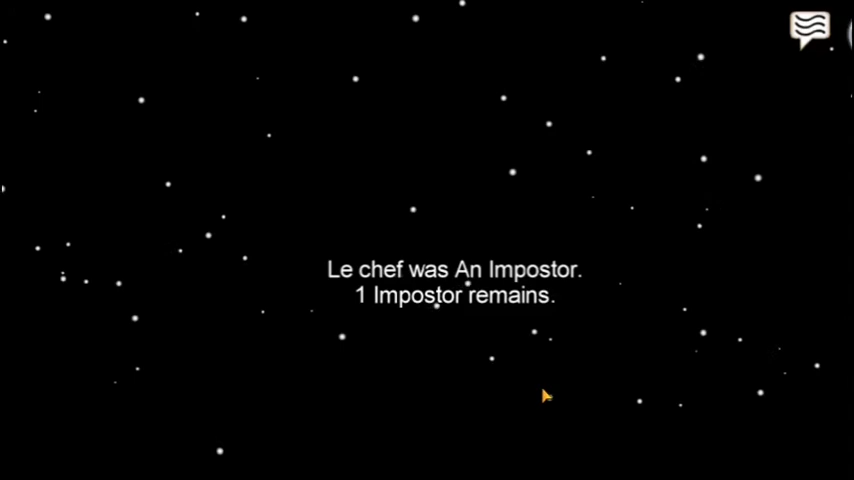 Le chef was An Impostor.
1 Impostor remains.